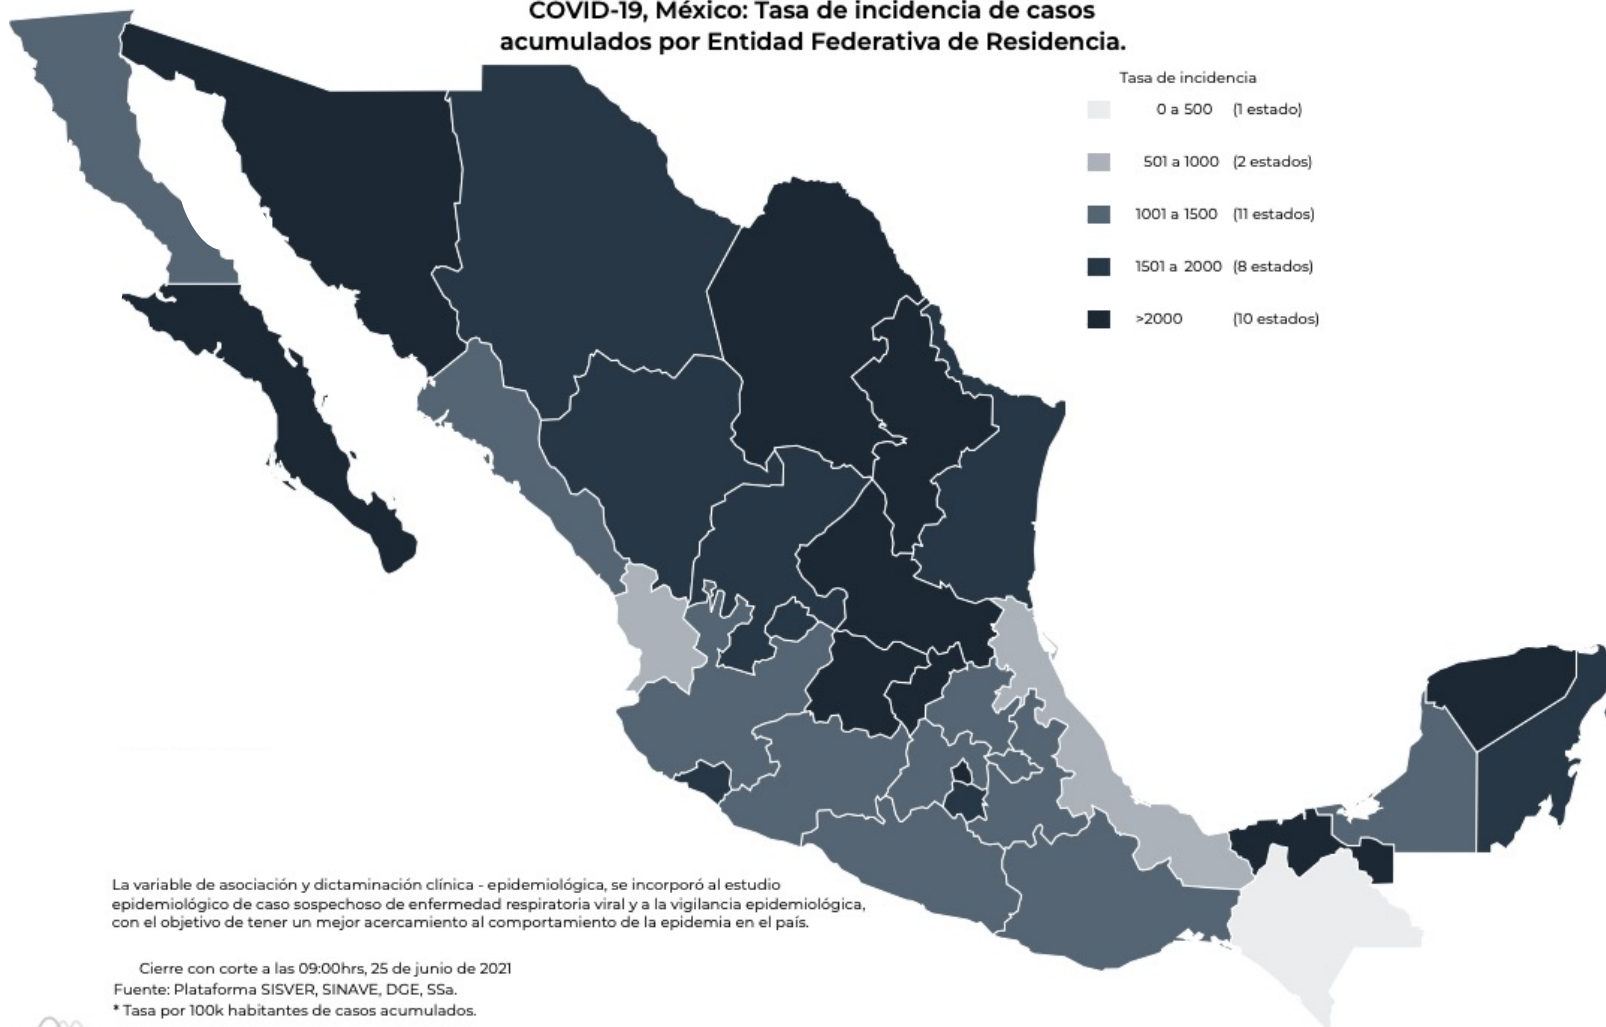 COVID-19, México: Tasa de incidencia de casos
acumulados por Entidad Federativa de Residencia.
Tasa de incidencia
0 a 500 (1 estado)
501 a 1000 (2 estados)
1001 a 1500 (11 estados)
1501 a 2000 (8 estados)
>2000 (10 estados)
La variable de asociación y dictaminación clínica - epidemiológica, se incorporó al estudio
epidemiológico de caso sospechoso de enfermedad respiratoria viral y a la vigilancia epidemiológica,
con el objetivo de tener un mejor acercamiento al comportamiento de la epidemia en el país.
Cierre con corte a las 09:00hrs, 25 de junio de 2021
Fuente: Plataforma SISVER, SINAVE, DGE, SSa.
* Tasa por 100k habitantes de casos acumulados.